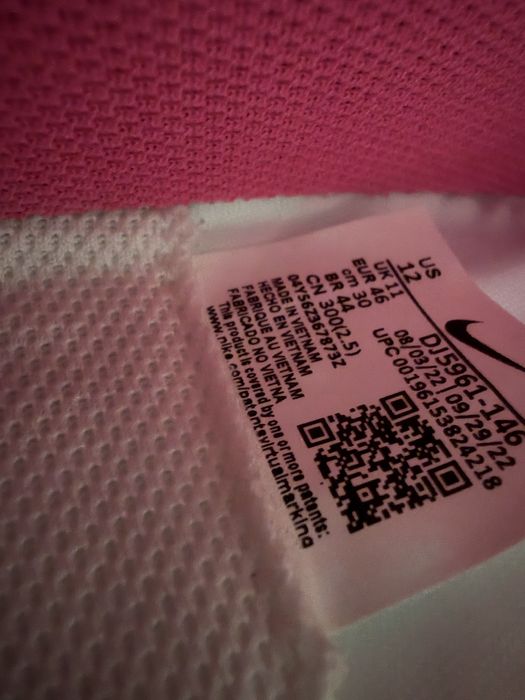 US
12
UK 11
EUR 46
cm 30
BR 44
CN 300(2.5)
04YS6Z367873Z
MADE IN VIETNAM
HECHO EN VIETNAM
FABRIQUE AU VIETNAM
FABRICADO NO VIETNA
This product is covered by one or more patents:
www.nike.com/patentevirtualmarking
DJ5961-146
08/03/22 | 09/29/22
UPC 00196153824218